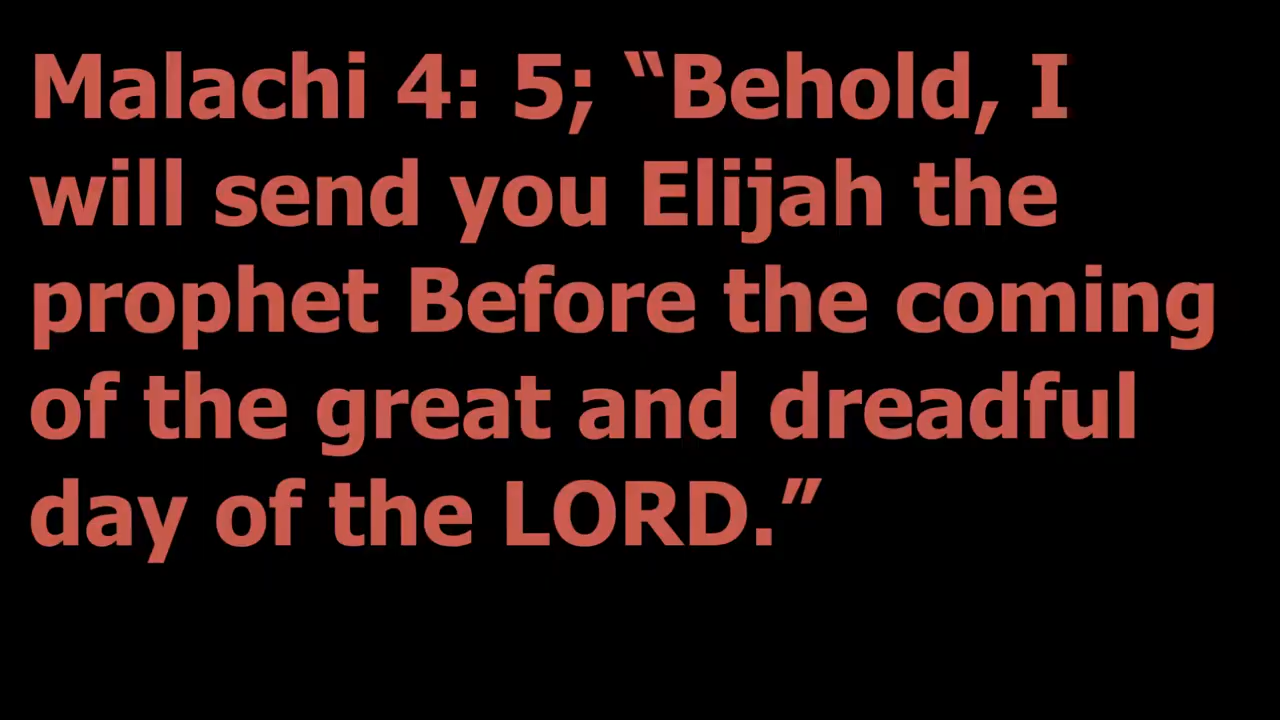 Malachi 4: 5; “Behold, I
will send you Elijah the
prophet Before the coming
of the great and dreadful
day of the LORD.”